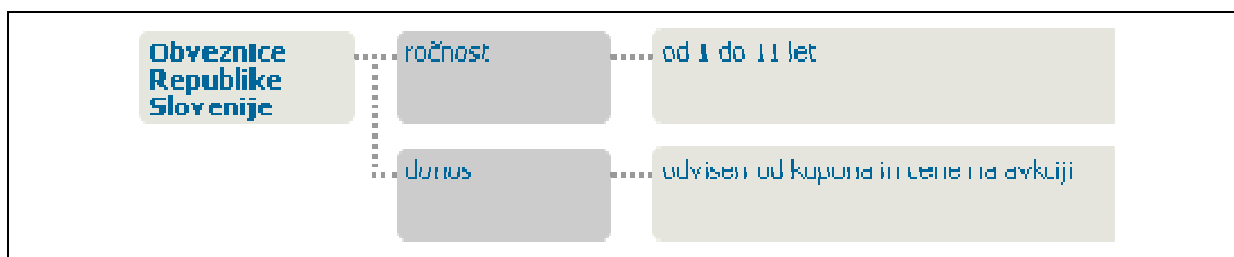 Obveznice
Republike
Slovenije
ročnost
od 1 do 11 let
donos
odvisen od kupona in cene na avkciji